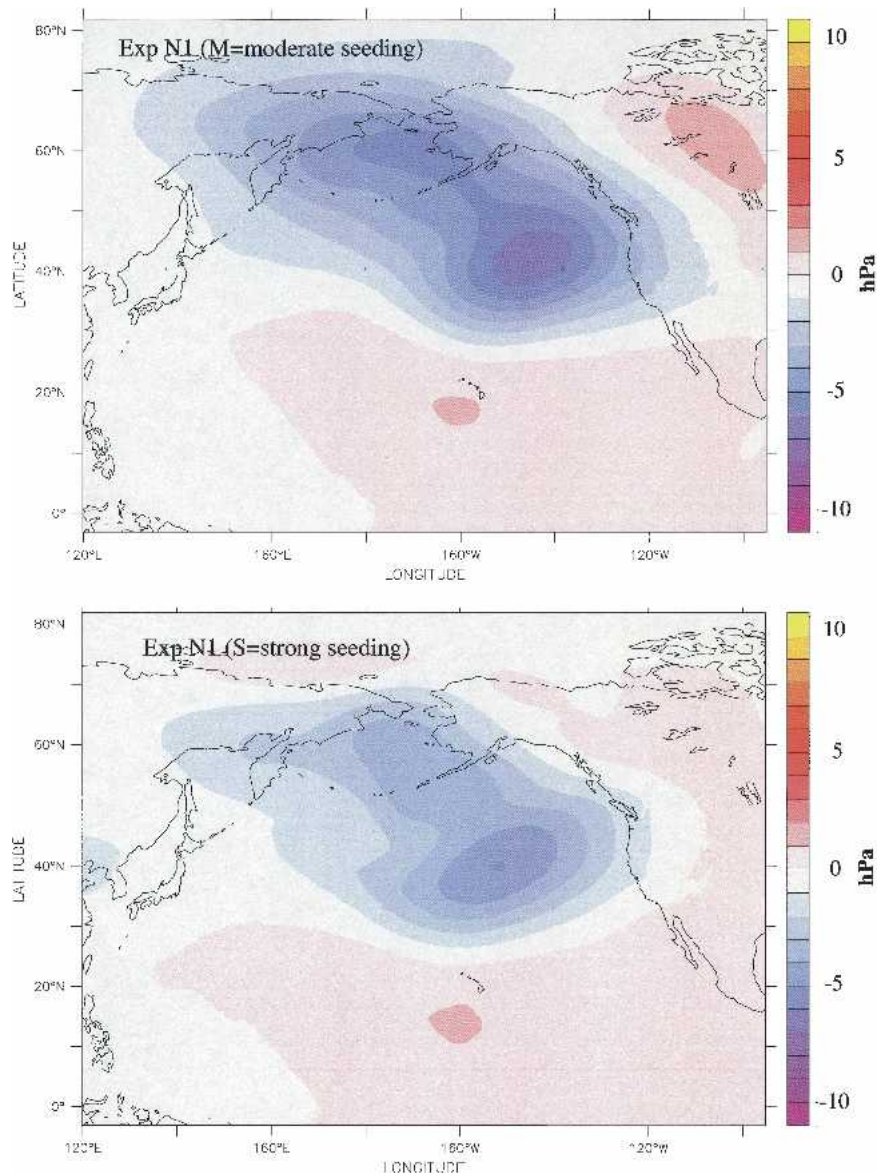 80°N
Exp N1 (M=moderate seeding)
60°N
40°N
20°N
0°
LATITUDE
120°E
160°E
160°W
120°W
LONGITUDE
10
5
0
-5
-10
hPa
80°N
Exp N1 (S=strong seeding)
60°N
40°N
20°N
0°
LATITUDE
120°E
160°E
160°W
120°W
LONGITUDE
10
5
0
-5
-10
hPa